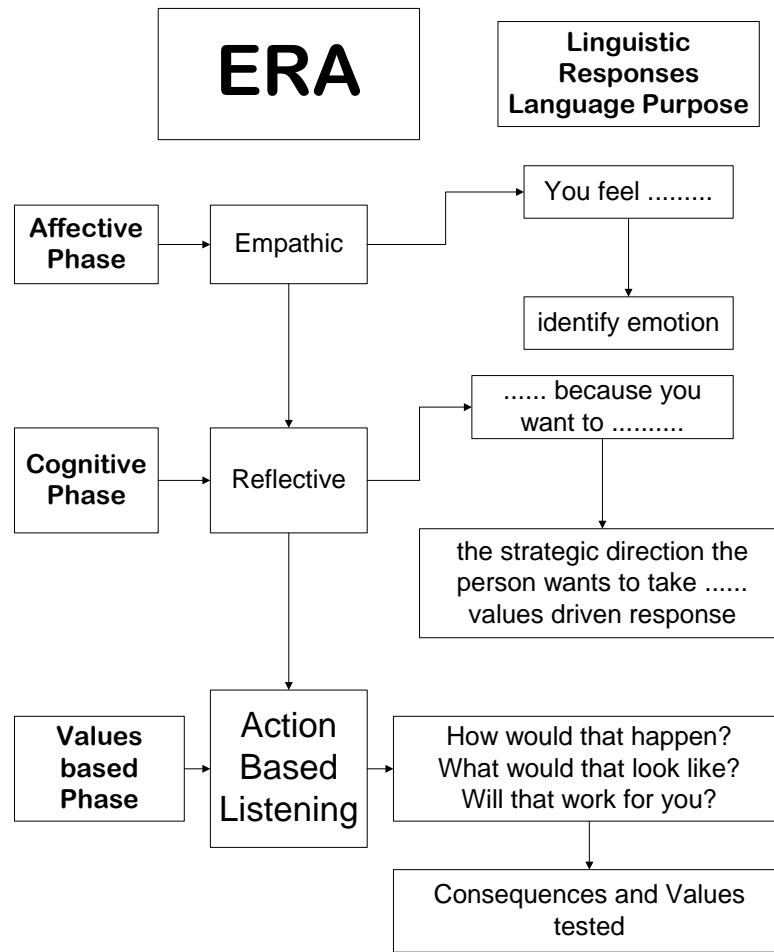 ERA
Linguistic
Responses
Language Purpose
Affective
Phase
Empathic
You feel .........
identify emotion
Cognitive
Phase
Reflective
...... because you
want to ..........
the strategic direction the
person wants to take ......
values driven response
Values
based
Phase
Action
Based
Listening
How would that happen?
What would that look like?
Will that work for you?
Consequences and Values
tested